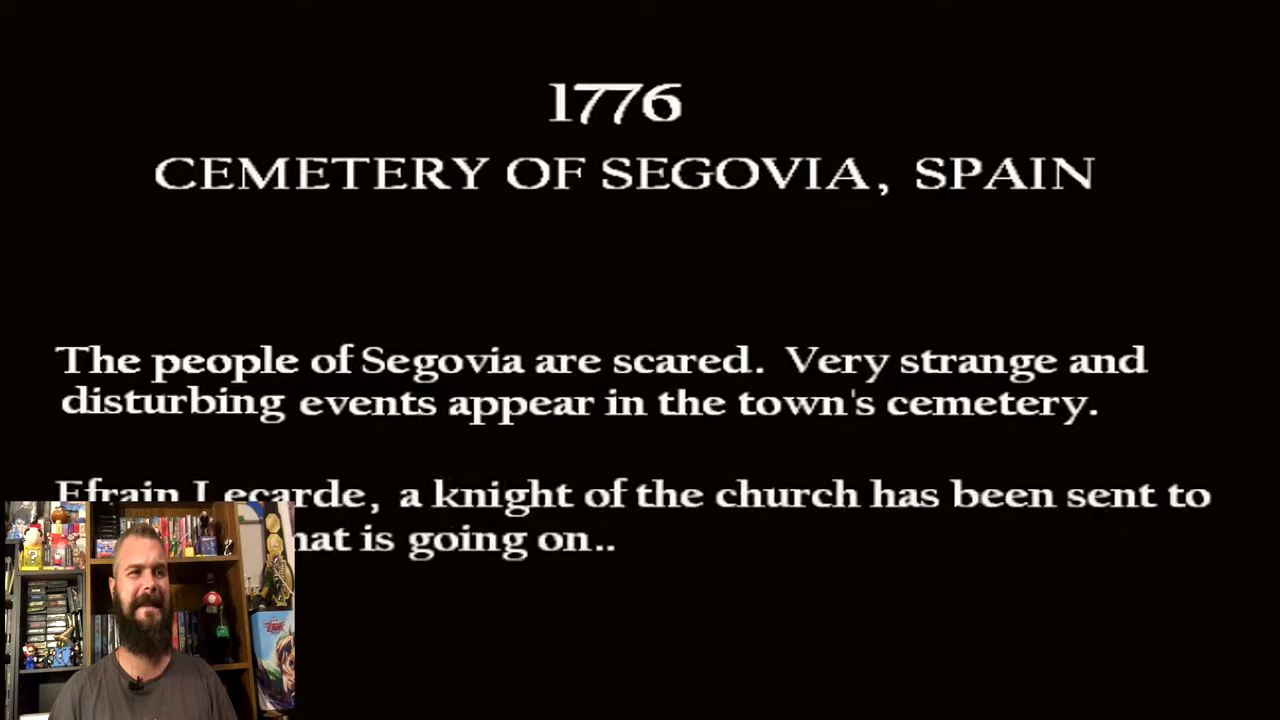 1776
CEMETERY OF SEGOVIA, SPAIN
The people of Segovia are scared. Very strange and
disturbing events appear in the town's cemetery.
Efrain Lecarde, a knight of the church has been sent to
is going on..